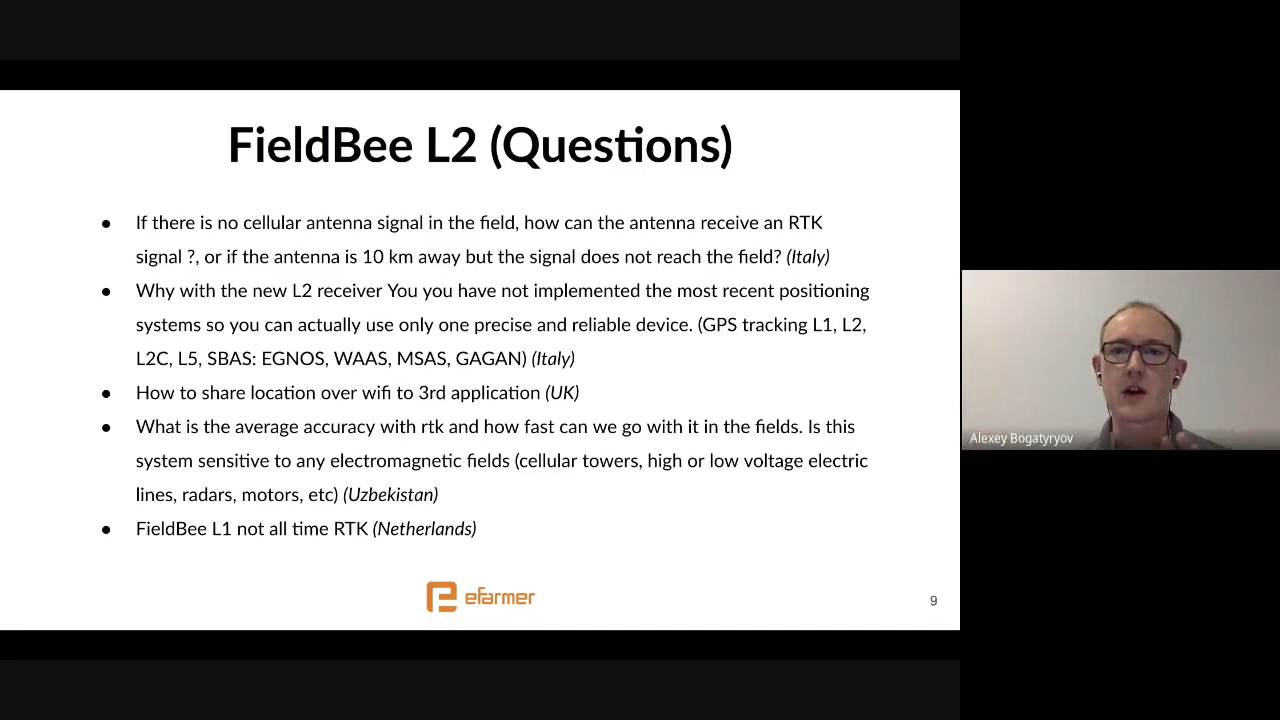 FieldBee L2 (Questions)
● If there is no cellular antenna signal in the field, how can the antenna receive an RTK
signal ?, or if the antenna is 10 km away but the signal does not reach the field? (Italy)
● Why with the new L2 receiver You you have not implemented the most recent positioning
systems so you can actually use only one precise and reliable device. (GPS tracking L1, L2,
L2C, L5, SBAS: EGNOS, WAAS, MSAS, GAGAN) (Italy)
● How to share location over wifi to 3rd application (UK)
● What is the average accuracy with rtk and how fast can we go with it in the fields. Is this
system sensitive to any electromagnetic fields (cellular towers, high or low voltage electric
lines, radars, motors, etc) (Uzbekistan)
● FieldBee L1 not all time RTK (Netherlands)
eFarmer
9
Alexey Bogatyryov